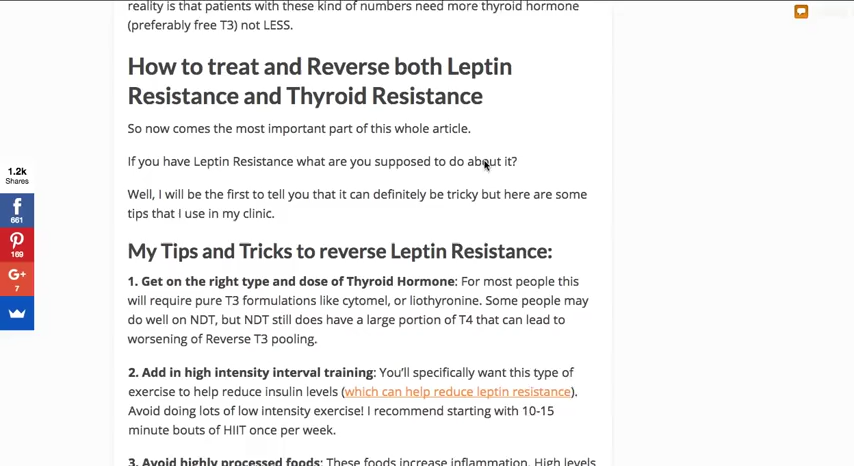 reality is that patients with these kind of numbers need more thyroid hormone
(preferably free T3) not LESS.
How to treat and Reverse both Leptin
Resistance and Thyroid Resistance
So now comes the most important part of this whole article.
If you have Leptin Resistance what are you supposed to do about it?
Well, I will be the first to tell you that it can definitely be tricky but here are some
tips that I use in my clinic.
My Tips and Tricks to reverse Leptin Resistance:
1. Get on the right type and dose of Thyroid Hormone: For most people this
will require pure T3 formulations like cytomel, or liothyronine. Some people may
do well on NDT, but NDT still does have a large portion of T4 that can lead to
worsening of Reverse T3 pooling.
2. Add in high intensity interval training: You'll specifically want this type of
exercise to help reduce insulin levels (which can help reduce leptin resistance).
Avoid doing lots of low intensity exercise! I recommend starting with 10-15
minute bouts of HIIT once per week.
3. Avoid highly processed foods: These foods increase inflammation. High levels
1.2k
Shares
661
169
G+
7